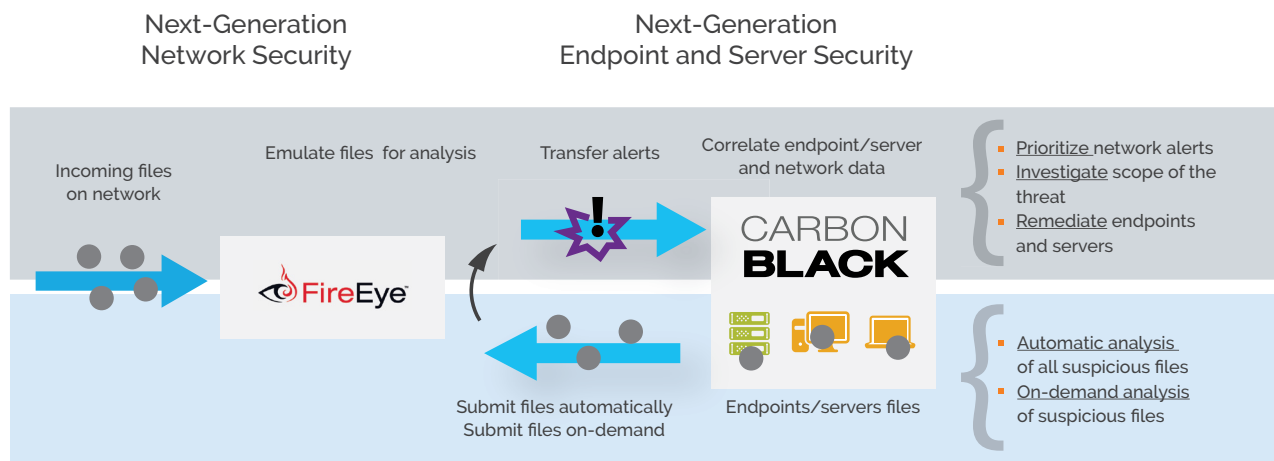 Next-Generation
Network Security
Next-Generation
Endpoint and Server Security
Incoming files
on network
Emulate files for analysis
Transfer alerts
Correlate endpoint/server
and network data
!
FireEye™
CARBON
BLACK
Prioritize network alerts
Investigate scope of the
threat
Remediate endpoints
and servers
Submit files automatically
Submit files on-demand
Endpoints/servers files
Automatic analysis
of all suspicious files
On-demand analysis
of suspicious files